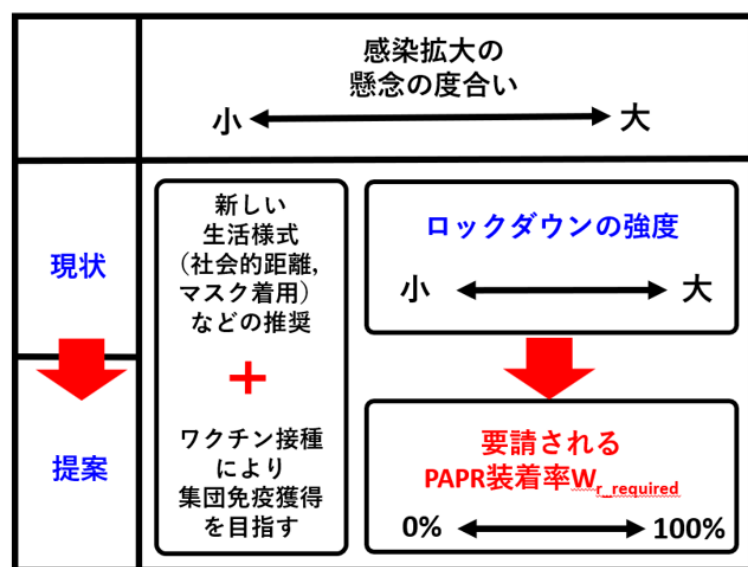 感染拡大の
懸念の度合い
小 大
現状
新しい
生活様式
（社会的距離,
マスク着用）
などの推奨
+
ワクチン接種
により
集団免疫獲得
を目指す
ロックダウンの強度
小 大
提案
要請される
PAPR装着率Wr_required
0% 100%